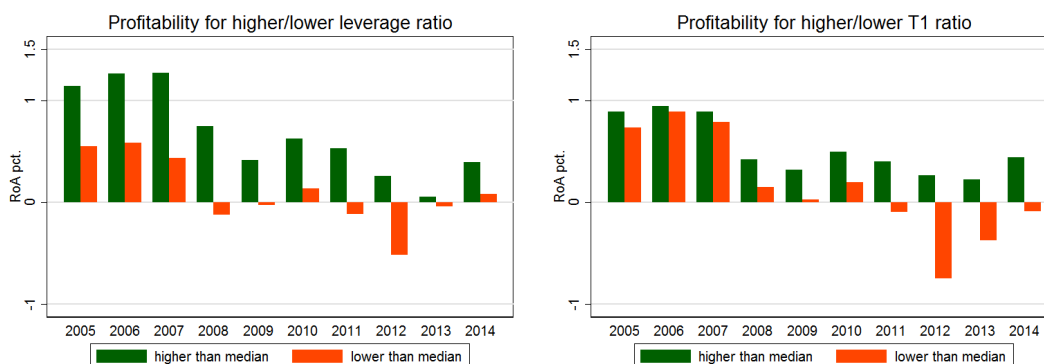 Profitability for higher/lower leverage ratio
RoA pct.
1.5
1
0
-1
2005 2006 2007 2008 2009 2010 2011 2012 2013 2014
higher than median lower than median
Profitability for higher/lower T1 ratio
RoA pct.
1.5
1
0
-1
2005 2006 2007 2008 2009 2010 2011 2012 2013 2014
higher than median lower than median